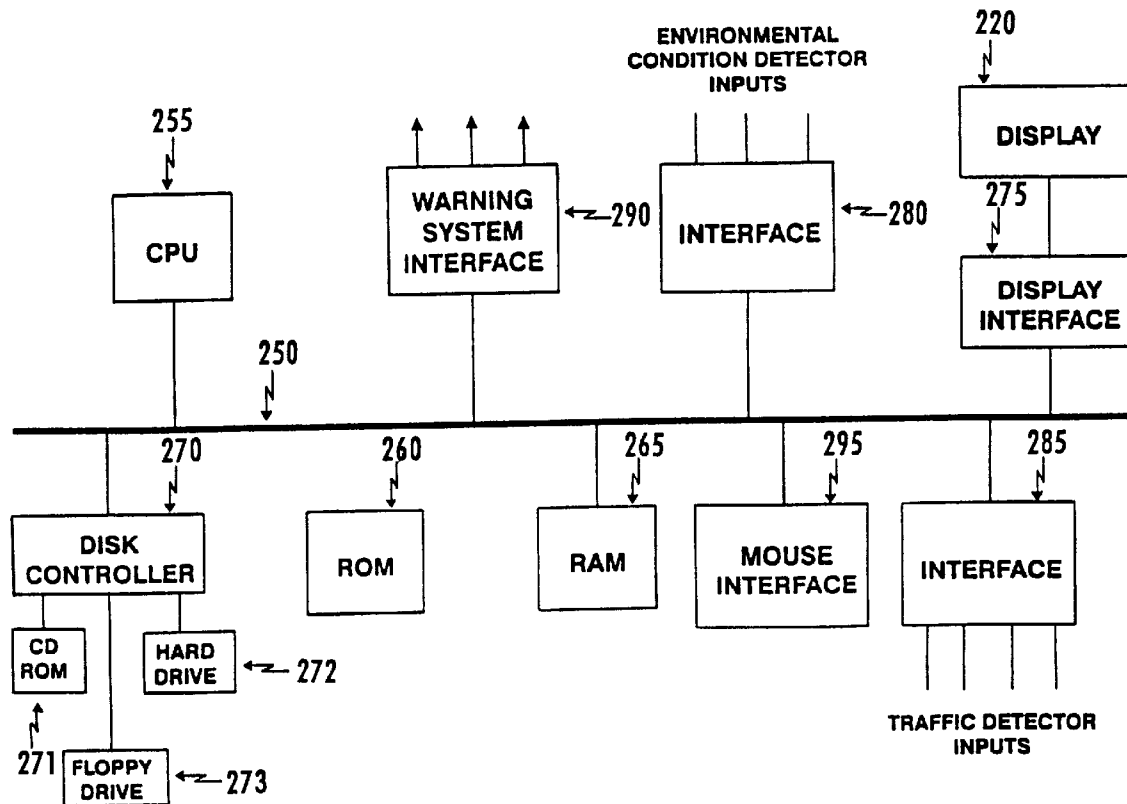 ENVIRONMENTAL
CONDITION DETECTOR
INPUTS
220
255
DISPLAY
275
CPU
WARNING
SYSTEM
INTERFACE
290
INTERFACE
280
DISPLAY
INTERFACE
250
270
260
265
295
285
DISK
CONTROLLER
ROM
RAM
MOUSE
INTERFACE
INTERFACE
CD
ROM
HARD
DRIVE
272
271
FLOPPY
DRIVE
273
TRAFFIC DETECTOR
INPUTS